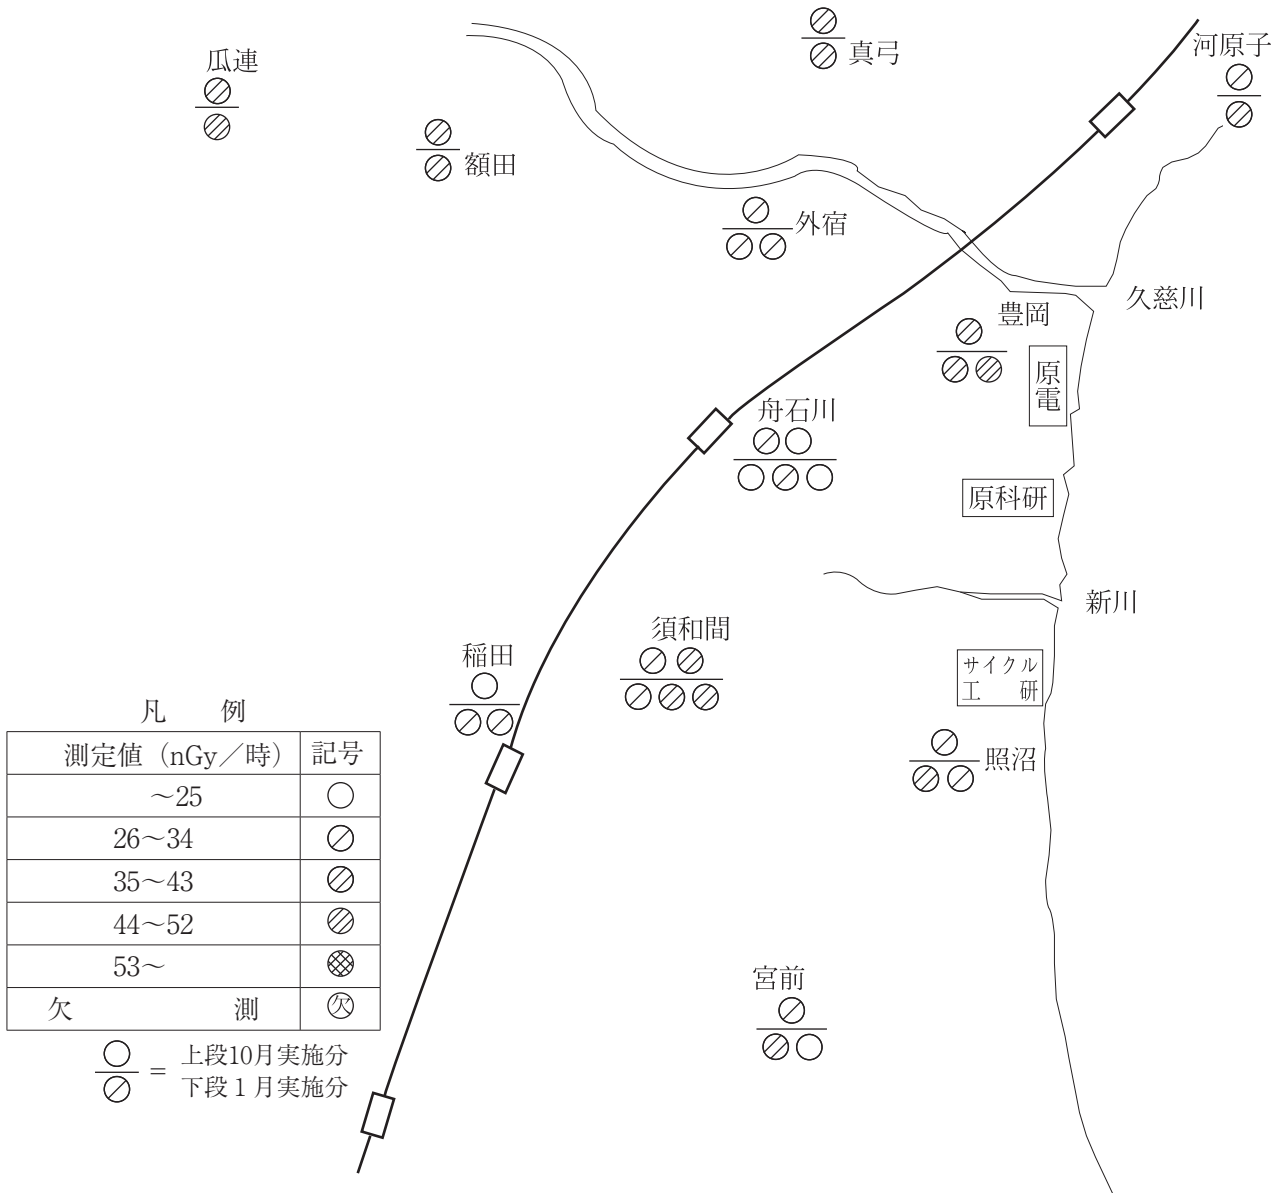 河原子
真弓
瓜連
額田
外宿
久慈川
豊岡
原
電
舟石川
原科研
新川
須和間
稲田
サイクル
工　研
照沼
宮前
凡　例
測定値（nGy／時） 記号
～25
26～34
35～43
44～52
53～
欠　測 欠
= 上段10月実施分
下段１月実施分